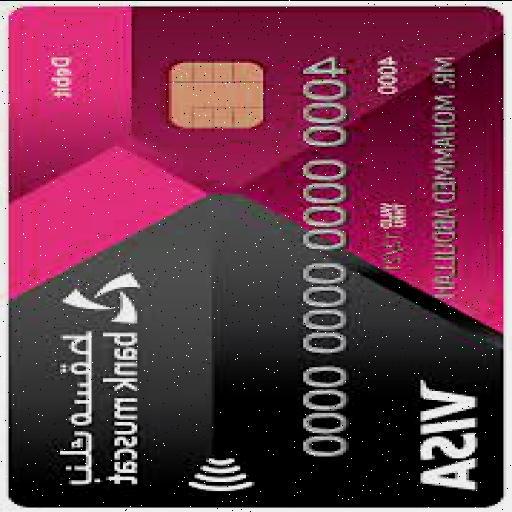 Debit
بنك مسقط
bank muscat
4000 0000 0000 0000
4000
VALID
THRU
MR. MOHAMMED ABDULLAH
VISA